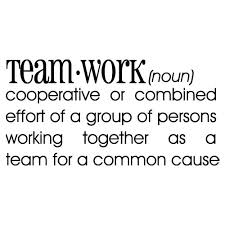 team·work (noun)
cooperative or combined
effort of a group of persons
working together as a
team for a common cause